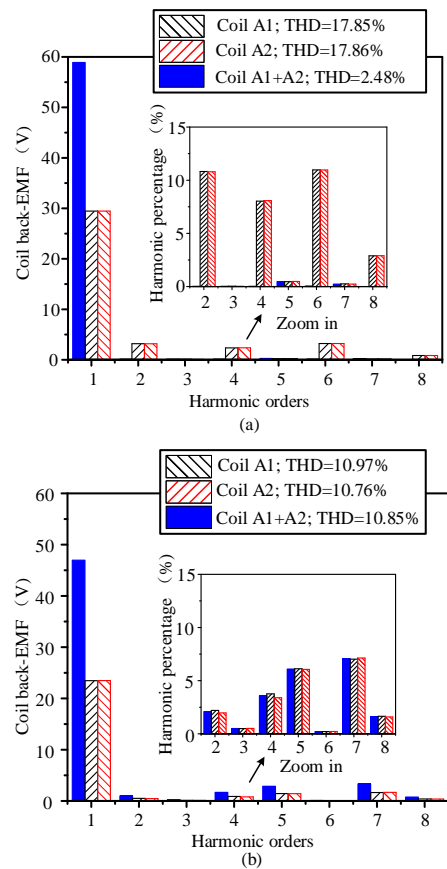 Coil A1; THD=17.85%
Coil A2; THD=17.86%
Coil A1+A2; THD=2.48%
60
50
40
30
20
10
0
Coil back-EMF（V）
15
10
5
0
Harmonic percentage（%）
2 3 4 5 6 7 8
Zoom in
1 2 3 4 5 6 7 8
Harmonic orders
(a)
Coil A1; THD=10.97%
Coil A2; THD=10.76%
Coil A1+A2; THD=10.85%
60
50
40
30
20
10
0
Coil back-EMF（V）
15
10
5
0
Harmonic percentage（%）
2 3 4 5 6 7 8
Zoom in
1 2 3 4 5 6 7 8
Harmonic orders
(b)